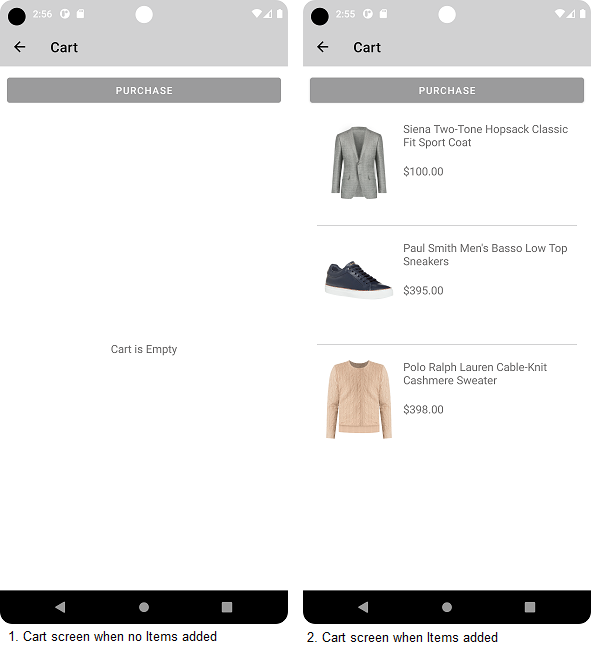 2:56
Cart
PURCHASE
Cart is Empty
1. Cart screen when no Items added
2:55
Cart
PURCHASE
Siena Two-Tone Hopsack Classic
Fit Sport Coat
$100.00
Paul Smith Men's Basso Low Top
Sneakers
$395.00
Polo Ralph Lauren Cable-Knit
Cashmere Sweater
$398.00
2. Cart screen when Items added